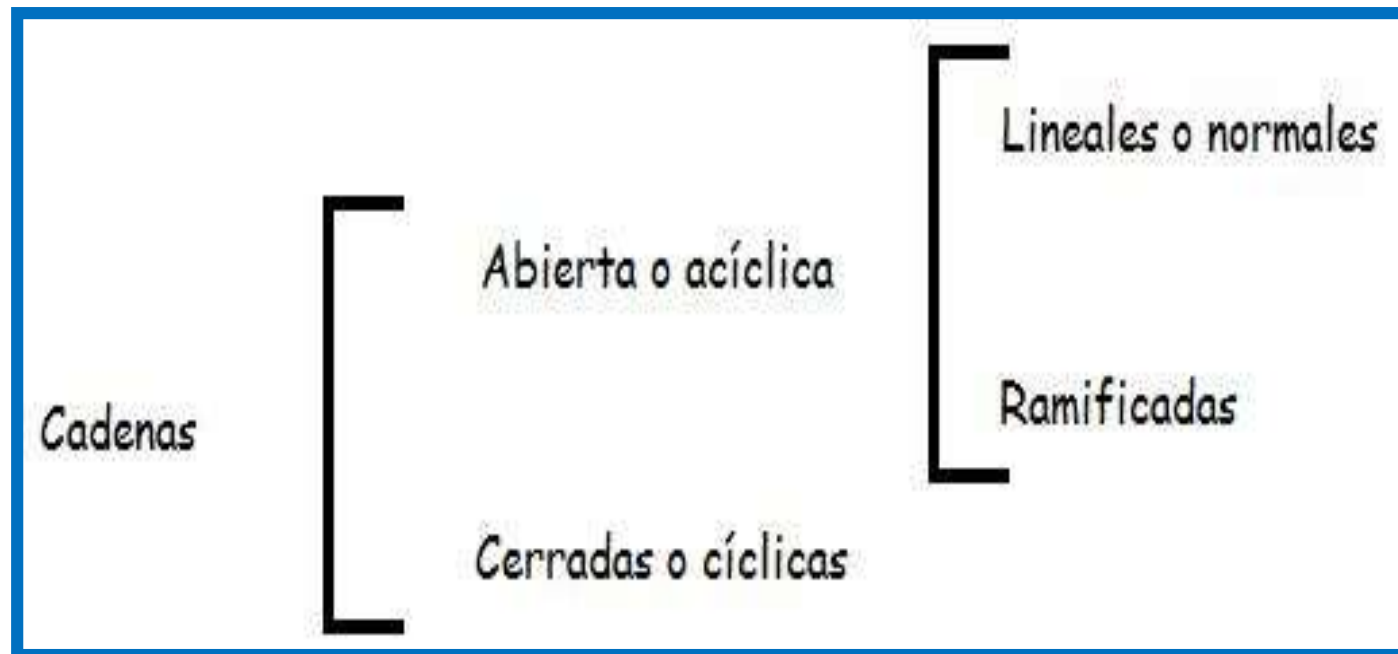 Cadenas
Abierta o acíclica
Lineales o normales
Ramificadas
Cerradas o cíclicas